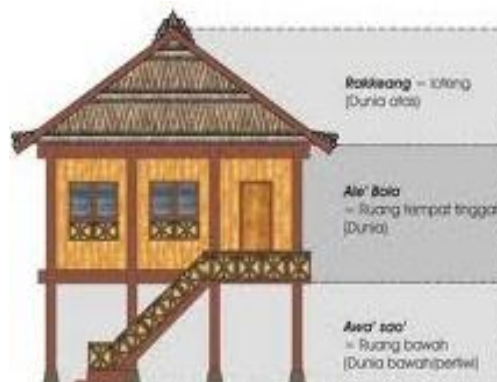 Rakkeang = loteng
(Dunia atas)
Ale' Bola
= Ruang tempat tinggal
(Dunia)
Awa' sao'
= Ruang bawah
(Dunia bawah/pertiwi)